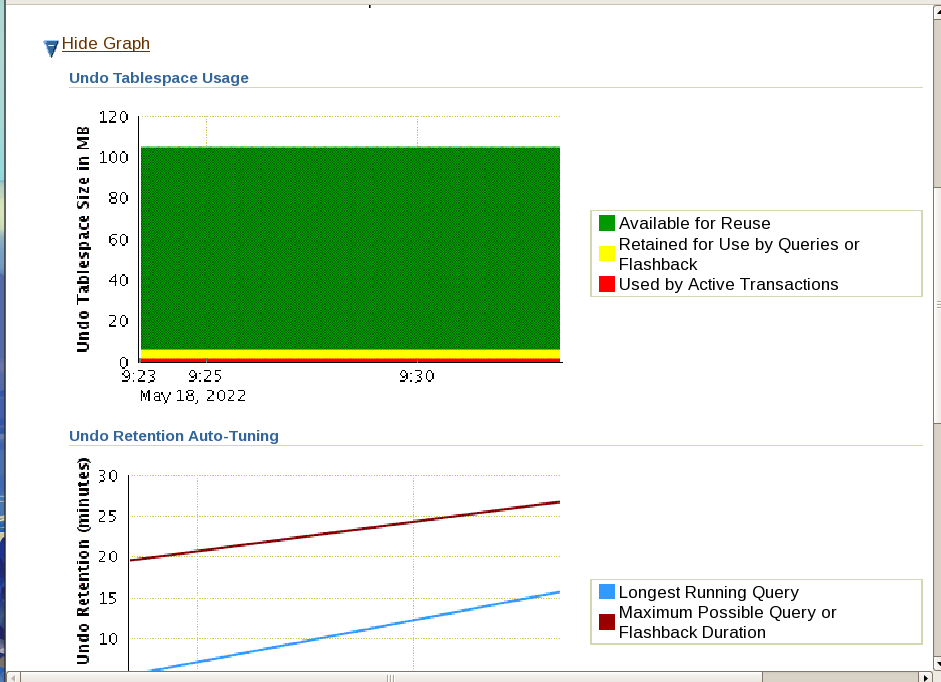 Hide Graph
Undo Tablespace Usage
Undo Tablespace Size in MB
120
100
80
60
40
20
0
9:23 9:25 9:30
May 18, 2022
Available for Reuse
Retained for Use by Queries or
Flashback
Used by Active Transactions
Undo Retention Auto-Tuning
Undo Retention (minutes)
30
25
20
15
10
Longest Running Query
Maximum Possible Query or
Flashback Duration